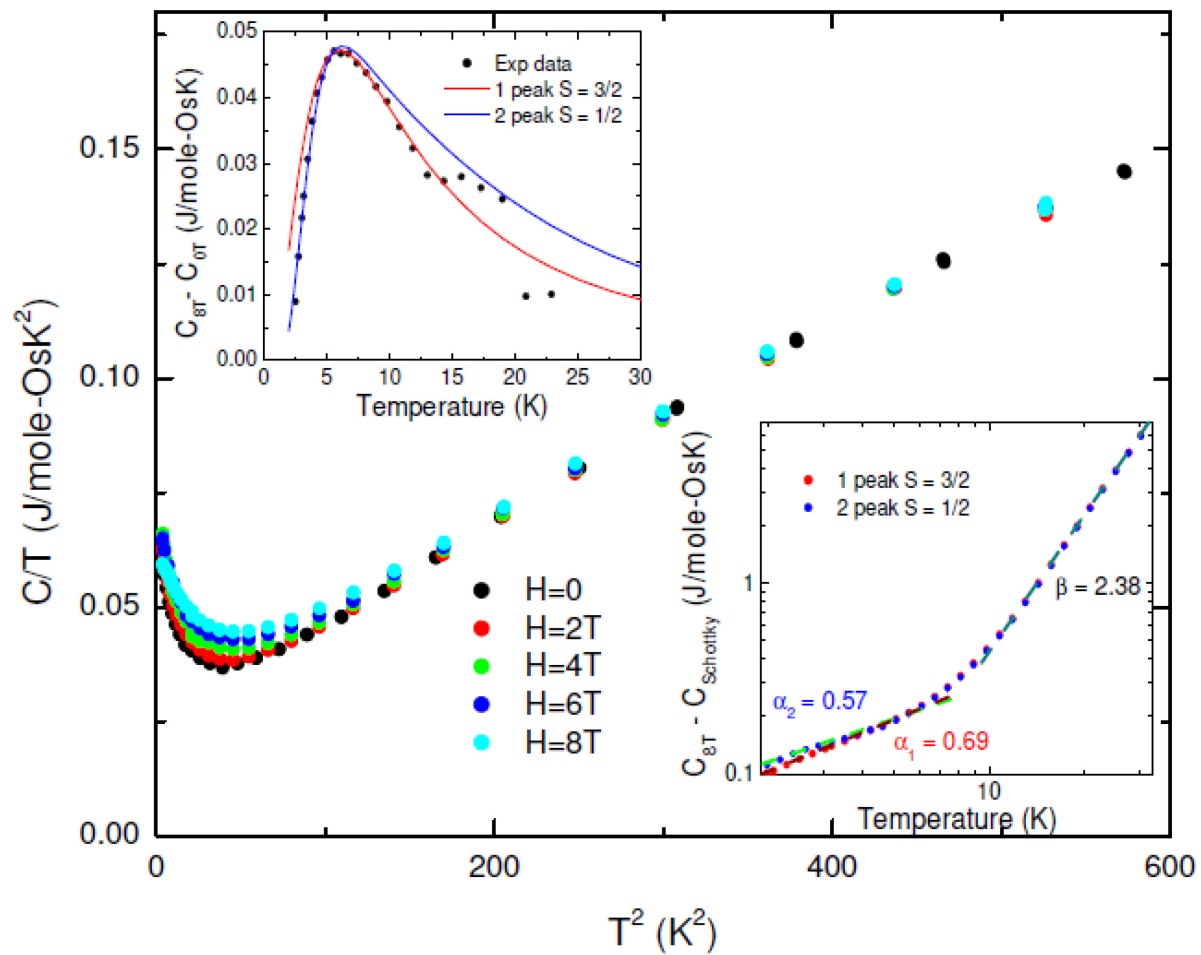 0.05
0.04
0.03
0.02
0.01
0.00
C8T- C0T (J/mole-OsK)
Exp data
1 peak S = 3/2
2 peak S = 1/2
0 5 10 15 20 25 30
Temperature (K)
0.15
0.10
0.05
0.00
C/T (J/mole-OsK²)
H=0
H=2T
H=4T
H=6T
H=8T
1 peak S = 3/2
2 peak S = 1/2
1
0.1
C8T - CSchottky (J/mole-OsK)
β = 2.38
α2 = 0.57
α1 = 0.69
10
Temperature (K)
0 200 400 600
T² (K²)